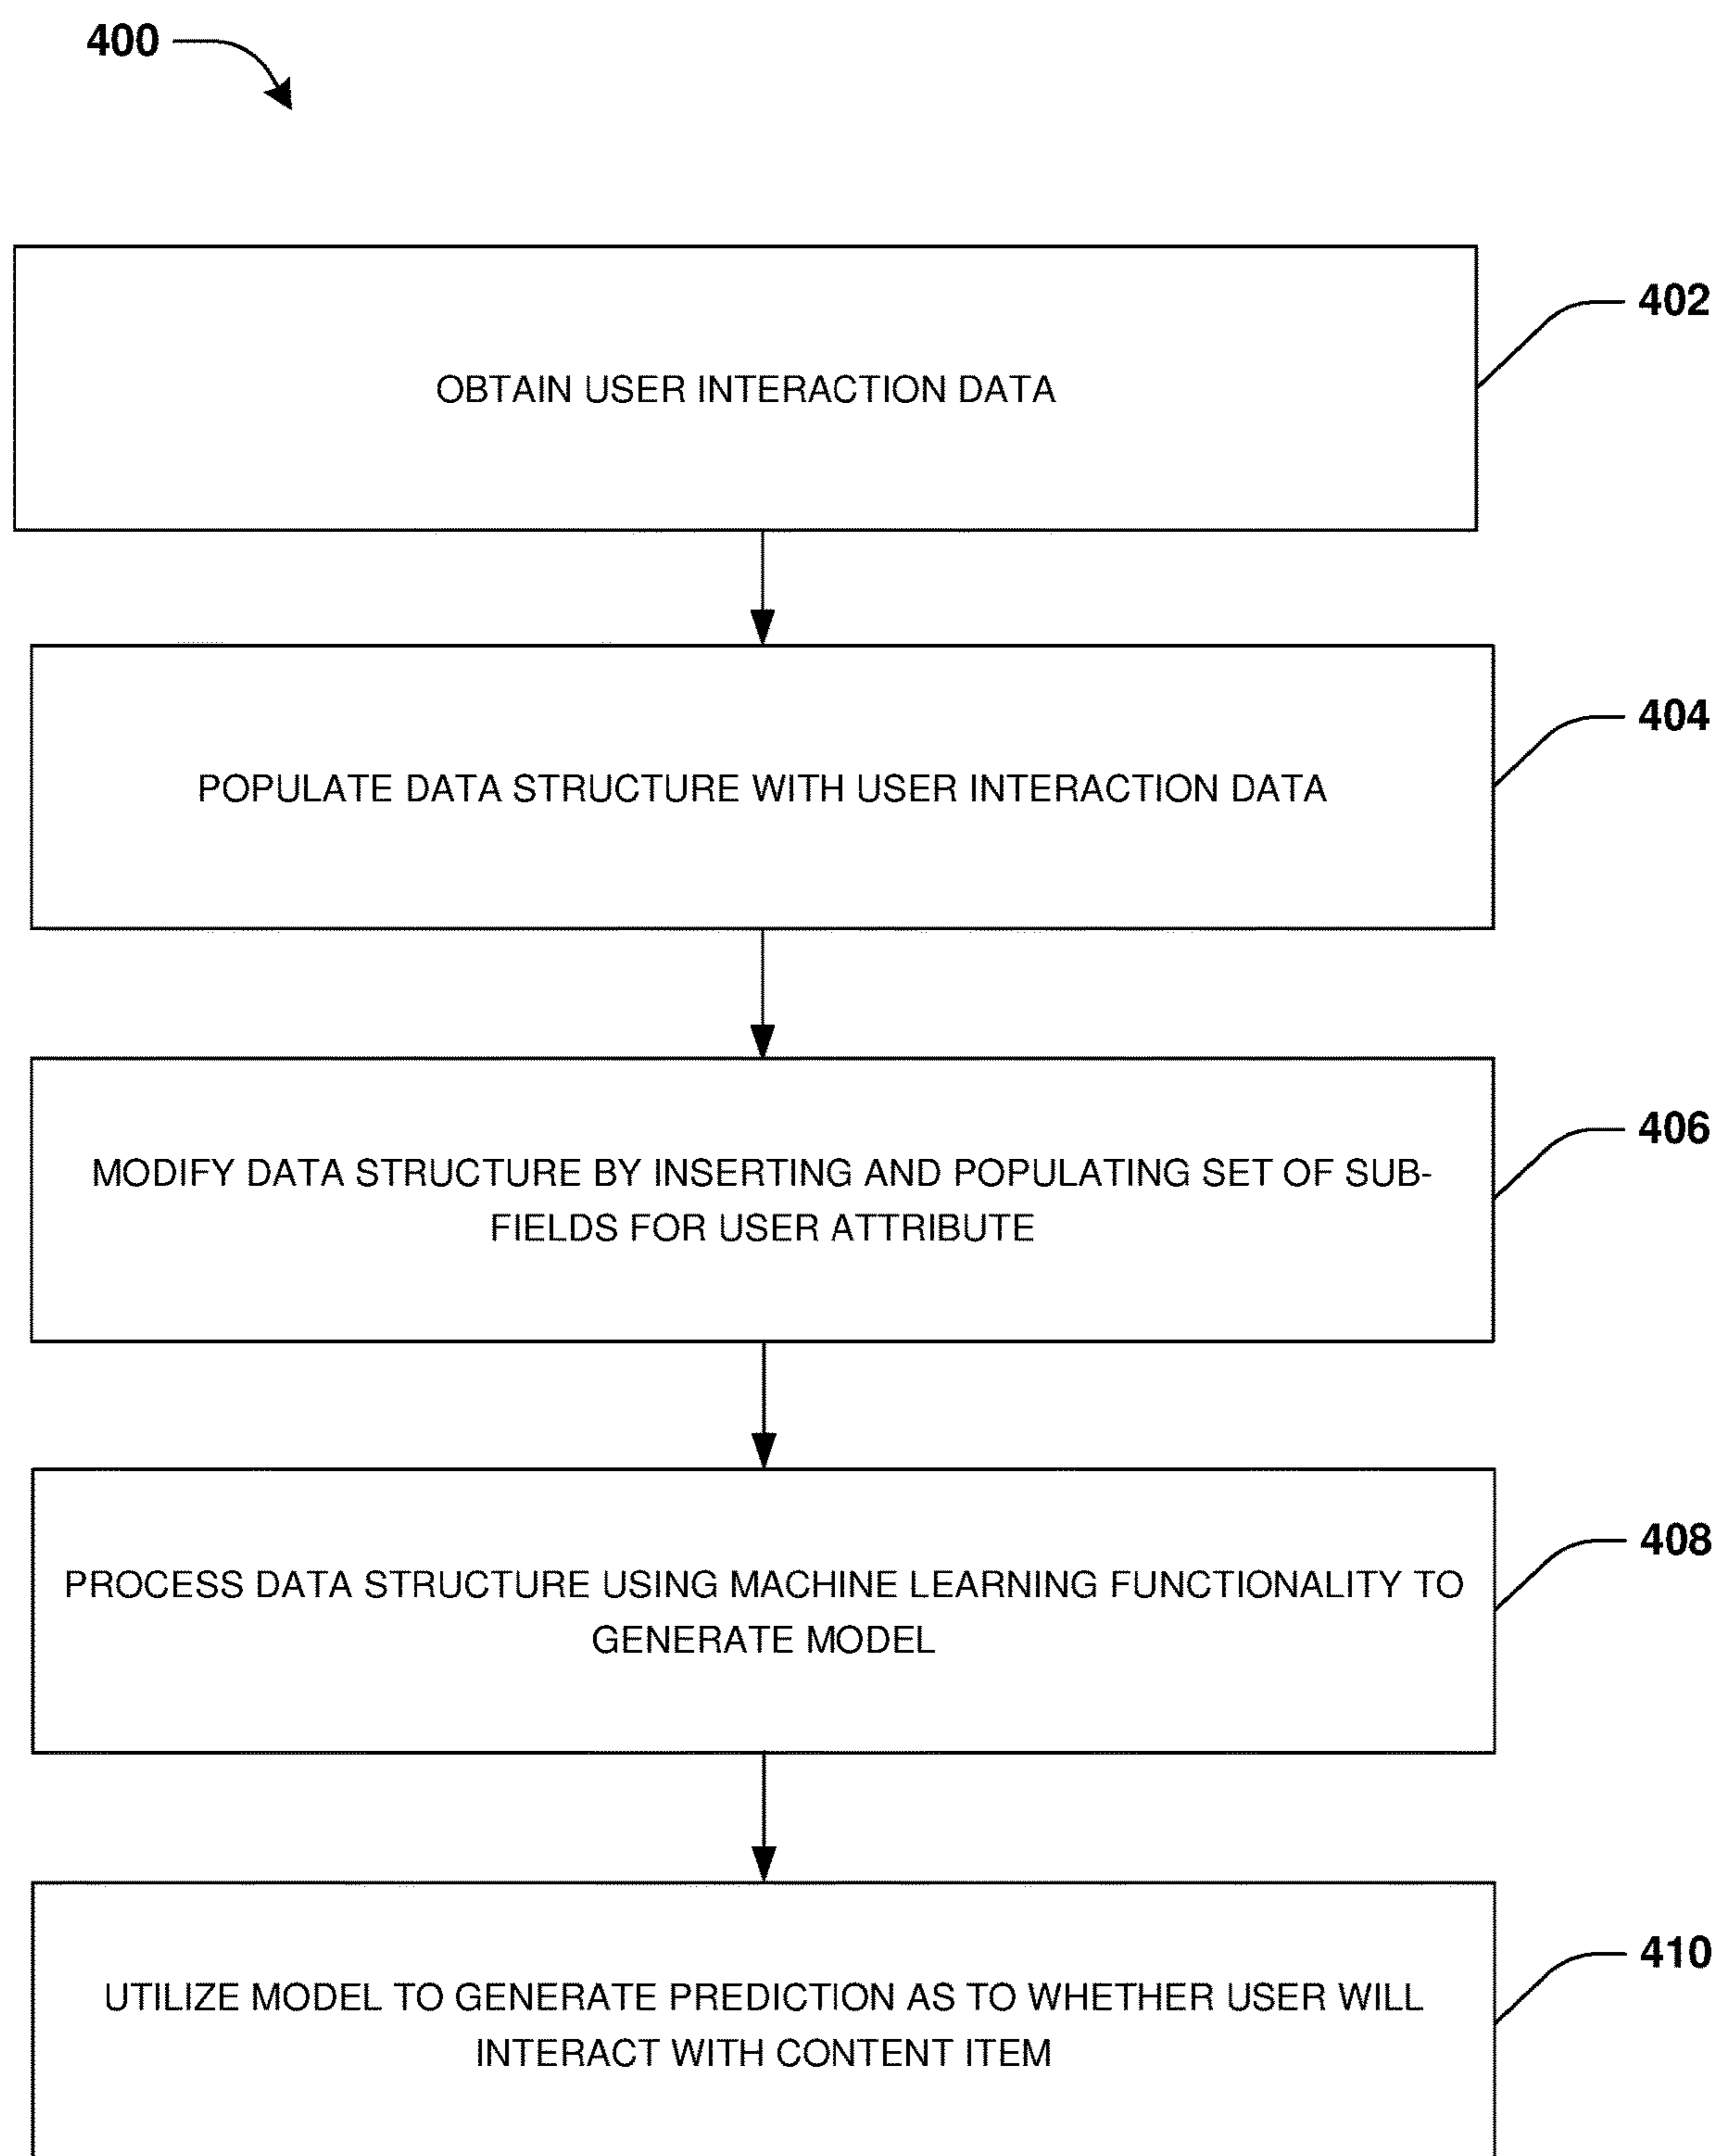 400
402
OBTAIN USER INTERACTION DATA
404
POPULATE DATA STRUCTURE WITH USER INTERACTION DATA
406
MODIFY DATA STRUCTURE BY INSERTING AND POPULATING SET OF SUB-
FIELDS FOR USER ATTRIBUTE
408
PROCESS DATA STRUCTURE USING MACHINE LEARNING FUNCTIONALITY TO
GENERATE MODEL
410
UTILIZE MODEL TO GENERATE PREDICTION AS TO WHETHER USER WILL
INTERACT WITH CONTENT ITEM